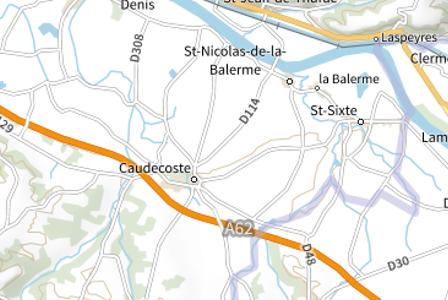 Denis
St-Jean-de-Thurac
Laspeyres
Clerm
D308
St-Nicolas-de-la-
Balerme
la Balerme
D114
St-Sixte
129
Lam
Caudecoste
A62
D48
D30
D